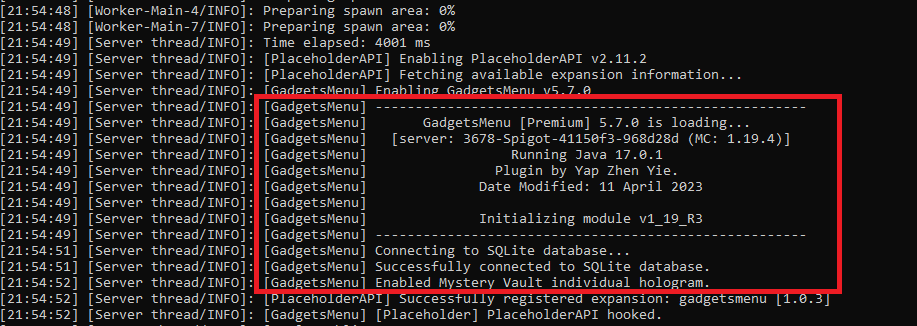 [21:54:48] [Worker-Main-4/INFO]: Preparing spawn area: 0%
[21:54:48] [Worker-Main-7/INFO]: Preparing spawn area: 0%
[21:54:49] [Server thread/INFO]: Time elapsed: 4001 ms
[21:54:49] [Server thread/INFO]: [PlaceholderAPI] Enabling PlaceholderAPI v2.11.2
[21:54:49] [Server thread/INFO]: [PlaceholderAPI] Fetching available expansion information...
[21:54:49] [Server thread/INFO]: [GadgetsMenu] Enabling GadgetsMenu v5.7.0
[21:54:49] [Server thread/INFO]: [GadgetsMenu] ------------------------------------------------------
[21:54:49] [Server thread/INFO]: [GadgetsMenu] GadgetsMenu [Premium] 5.7.0 is loading...
[21:54:49] [Server thread/INFO]: [GadgetsMenu] [server: 3678-Spigot-41150f3-968d28d (MC: 1.19.4)]
[21:54:49] [Server thread/INFO]: [GadgetsMenu] Running Java 17.0.1
[21:54:49] [Server thread/INFO]: [GadgetsMenu] Plugin by Yap Zhen Yie.
[21:54:49] [Server thread/INFO]: [GadgetsMenu] Date Modified: 11 April 2023
[21:54:49] [Server thread/INFO]: [GadgetsMenu]
[21:54:49] [Server thread/INFO]: [GadgetsMenu] Initializing module v1_19_R3
[21:54:49] [Server thread/INFO]: [GadgetsMenu] ------------------------------------------------------
[21:54:51] [Server thread/INFO]: [GadgetsMenu] Connecting to SQLite database...
[21:54:51] [Server thread/INFO]: [GadgetsMenu] Successfully connected to SQLite database.
[21:54:52] [Server thread/INFO]: [GadgetsMenu] Enabled Mystery Vault individual hologram.
[21:54:52] [Server thread/INFO]: [PlaceholderAPI] Successfully registered expansion: gadgetsmenu [1.0.3]
[21:54:52] [Server thread/INFO]: [Placeholder] PlaceholderAPI hooked.